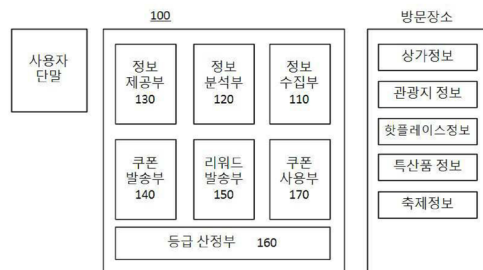 100
방문장소
사용자
단말
정보
제공부
130
정보
분석부
120
정보
수집부
110
쿠폰
발송부
140
리워드
발송부
150
쿠폰
사용부
170
등급 산정부 160
상가정보
관광지 정보
핫플레이스정보
특산품 정보
축제정보